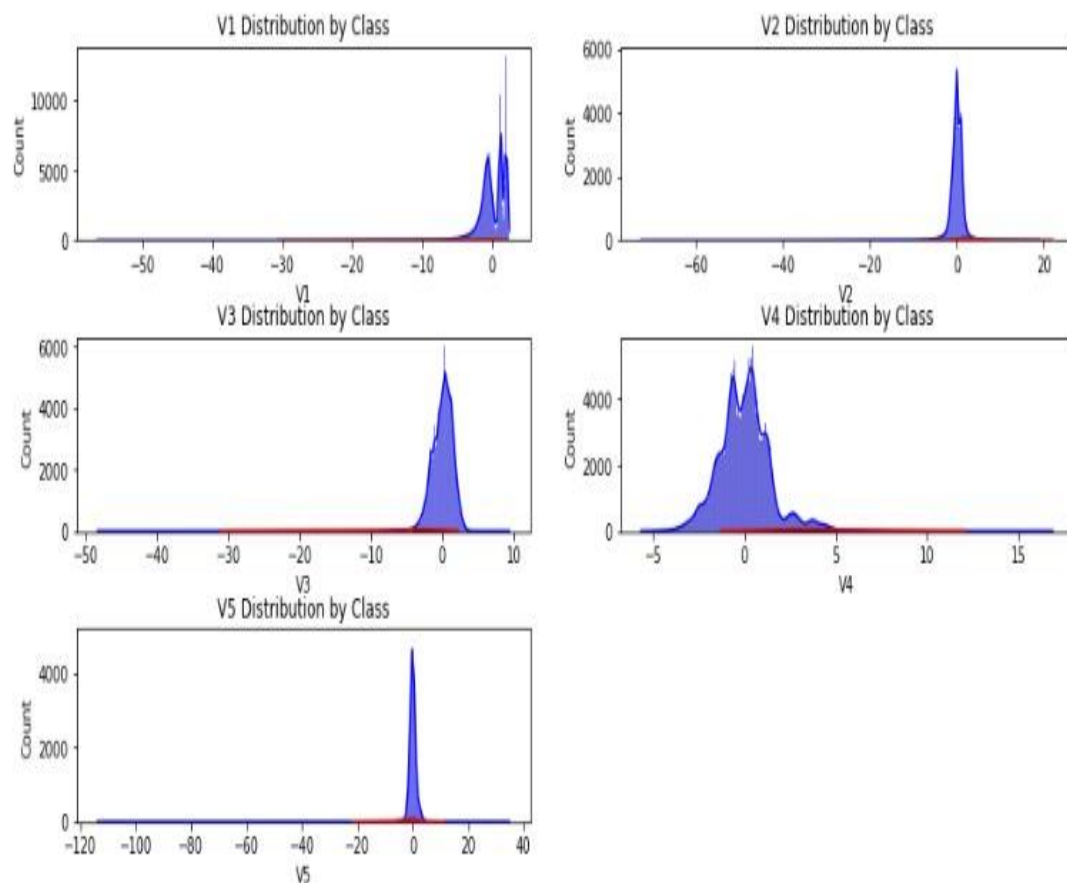 V1 Distribution by Class
10000
5000
0
Count
−50 −40 −30 −20 −10 0
V1
V2 Distribution by Class
6000
4000
2000
0
Count
−60 −40 −20 0 20
V2
V3 Distribution by Class
6000
4000
2000
0
Count
−50 −40 −30 −20 −10 0 10
V3
V4 Distribution by Class
4000
2000
0
Count
−5 0 5 10 15
V4
V5 Distribution by Class
4000
2000
0
Count
−120 −100 −80 −60 −40 −20 0 20 40
V5